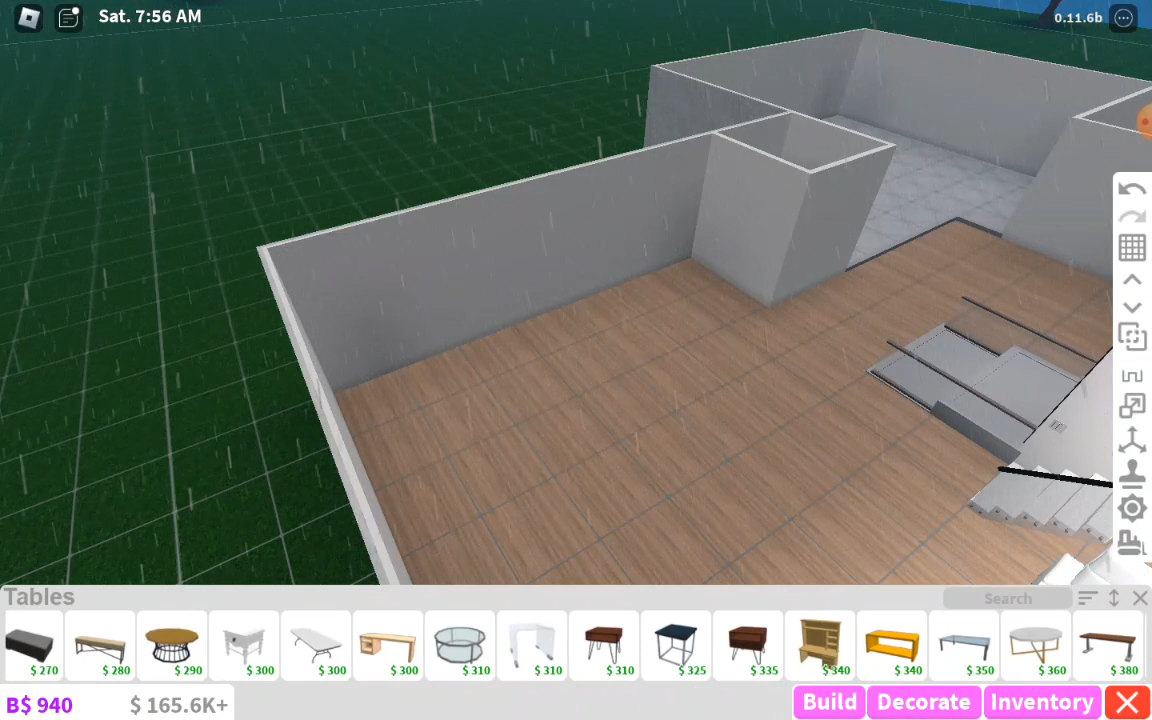 Sat. 7:56 AM
0.11.6b
Tables
Search
$ 270 $ 280 $ 290 $ 300 $ 300 $ 300 $ 310 $ 310 $ 310 $ 325 $ 335 $ 340 $ 340 $ 350 $ 360 $ 380
B$ 940 $ 165.6K+ Build Decorate Inventory